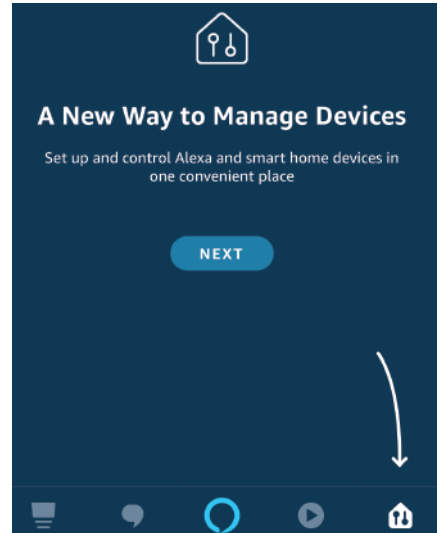 A New Way to Manage Devices
Set up and control Alexa and smart home devices in
one convenient place
NEXT